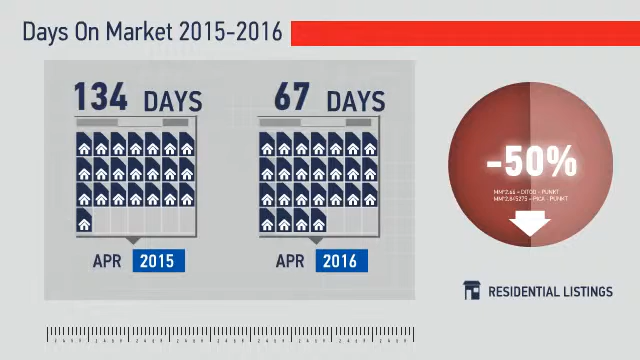 Days On Market 2015-2016
134 DAYS
67 DAYS
-50%
APR 2015
APR 2016
RESIDENTIAL LISTINGS